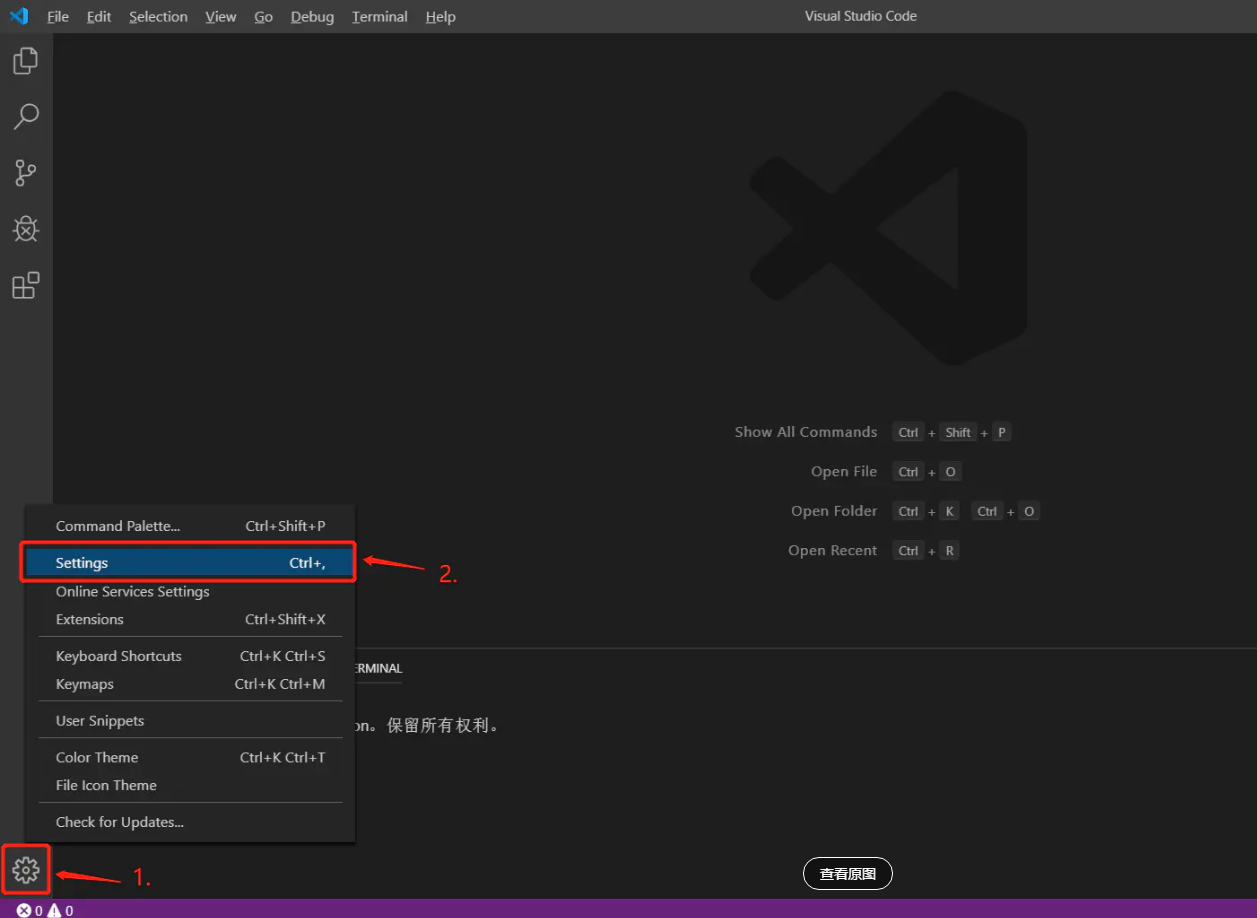 File Edit Selection View Go Debug Terminal Help
Visual Studio Code
Show All Commands Ctrl + Shift + P
Open File Ctrl + O
Open Folder Ctrl + K Ctrl + O
Open Recent Ctrl + R
Command Palette... Ctrl+Shift+P
Settings Ctrl+,
2.
Online Services Settings
Extensions Ctrl+Shift+X
Keyboard Shortcuts Ctrl+K Ctrl+S
Keymaps Ctrl+K Ctrl+M
User Snippets
Color Theme Ctrl+K Ctrl+T
File Icon Theme
Check for Updates...
ERMINAL
on。保留所有权利。
1.
查看原图
0 0